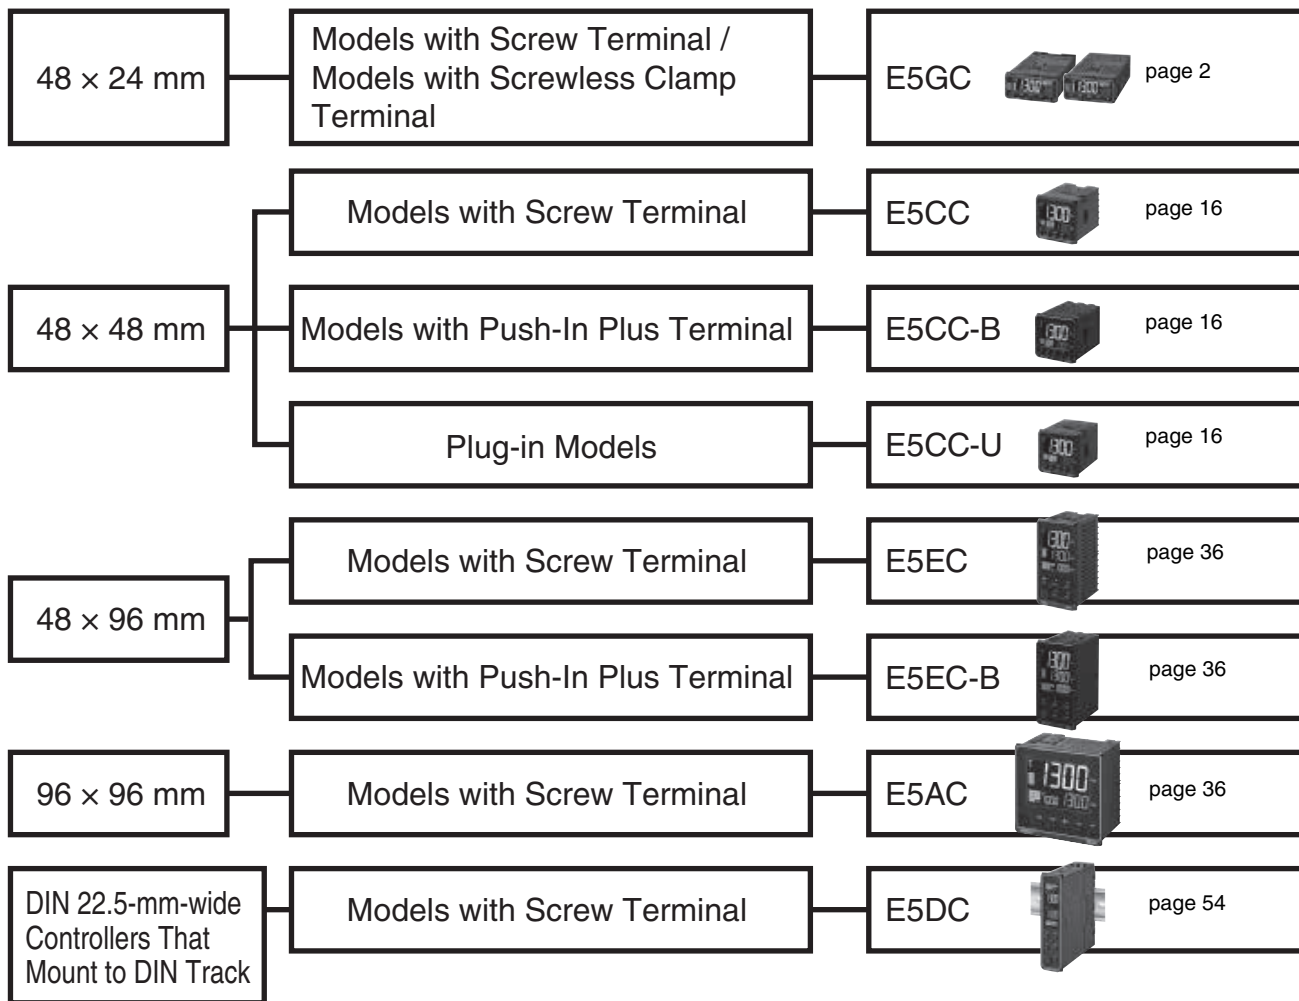 48 × 24 mm
Models with Screw Terminal /
Models with Screwless Clamp
Terminal
E5GC
page 2
Models with Screw Terminal
E5CC
page 16
48 × 48 mm
Models with Push-In Plus Terminal
E5CC-B
page 16
Plug-in Models
E5CC-U
page 16
48 × 96 mm
Models with Screw Terminal
E5EC
page 36
Models with Push-In Plus Terminal
E5EC-B
page 36
96 × 96 mm
Models with Screw Terminal
E5AC
1300
page 36
DIN 22.5-mm-wide
Controllers That
Mount to DIN Track
Models with Screw Terminal
E5DC
page 54